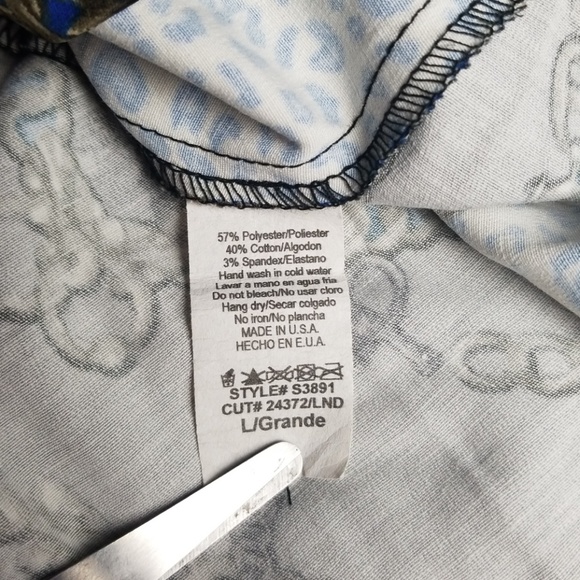 57% Polyester/Poliester
40% Cotton/Algodon
3% Spandex/Elastano
Hand wash in cold water
Lavar a mano en agua fria
Do not bleach/No usar cloro
Hang dry/Secar colgado
No iron/No plancha
MADE IN U.S.A.
HECHO EN E.U.A.
STYLE# S3891
CUT# 24372/LND
L/Grande